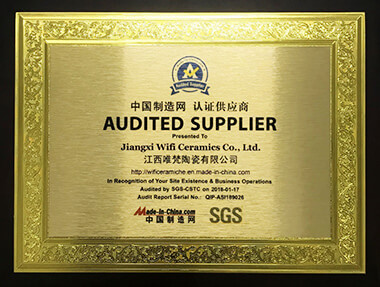 Audited Supplier
中国制造网 认证供应商
AUDITED SUPPLIER
Presented To
Jiangxi Wifi Ceramics Co., Ltd.
江西唯梵陶瓷有限公司
http://wificeramiche.en.made-in-china.com
In Recognition of Your Site Existence & Business Operations
Audited by SGS-CSTC on 2018-01-17
Audit Report Serial No.: QIP-ASI189026
Made-in-China.com SGS
中国制造网